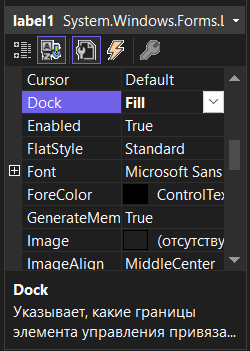 label1 System.Windows.Forms.L
Cursor Default
Dock Fill
Enabled True
FlatStyle Standard
Font Microsoft Sans
ForeColor ControlTex
GenerateMem True
Image (отсутству
ImageAlign MiddleCenter
Dock
Указывает, какие границы
элемента управления привяза...